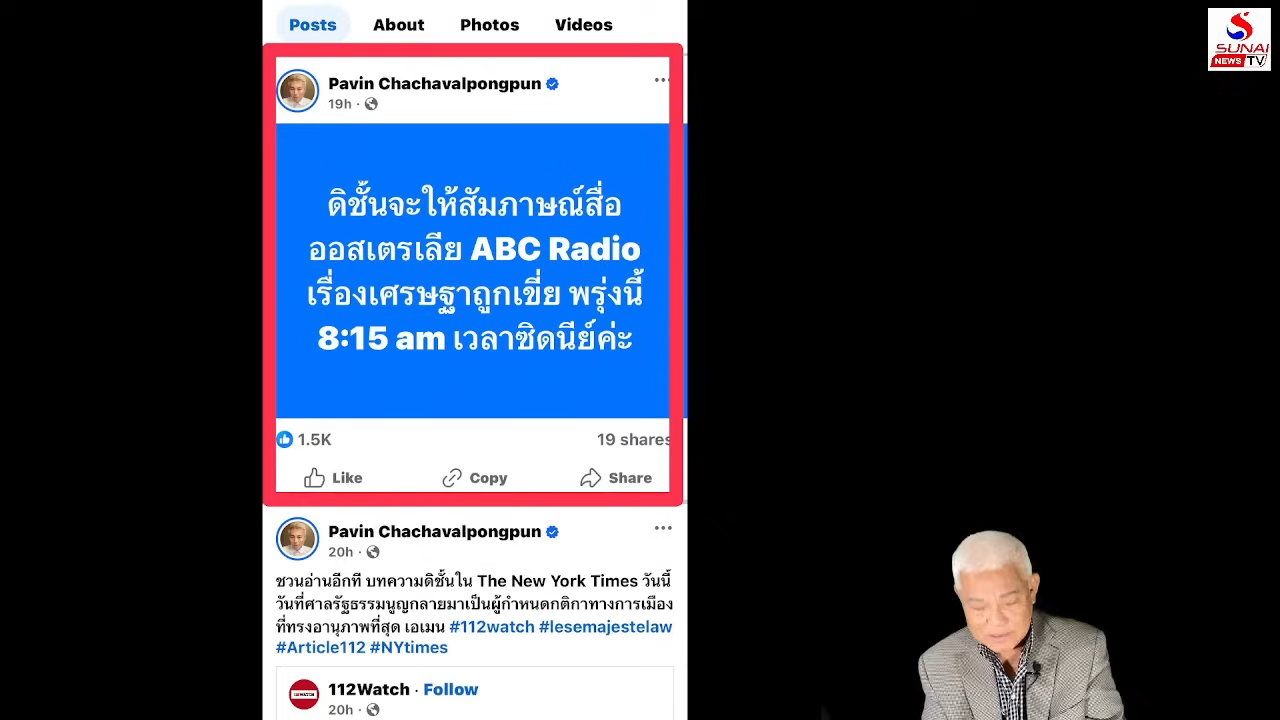 Posts About Photos Videos
SUNAI
NEWS TV
Pavin Chachavalpongpun
19h
ดิชั้นจะให้สัมภาษณ์สื่อ
ออสเตรเลีย ABC Radio
เรื่องเศรษฐาถูกเขี่ย พรุ่งนี้
8:15 am เวลาซิดนีย์ค่ะ
1.5K 19 shares
Like Copy Share
Pavin Chachavalpongpun
20h
ชวนอ่านอีกที บทความดิชั้นใน The New York Times วันนี้
วันที่ศาลรัฐธรรมนูญกลายมาเป็นผู้กำหนดกติกาทางการเมือง
ที่ทรงอานุภาพที่สุด เอเมน #112watch #lesemajestelaw
#Article112 #NYtimes
112WATCH
112Watch · Follow
20h